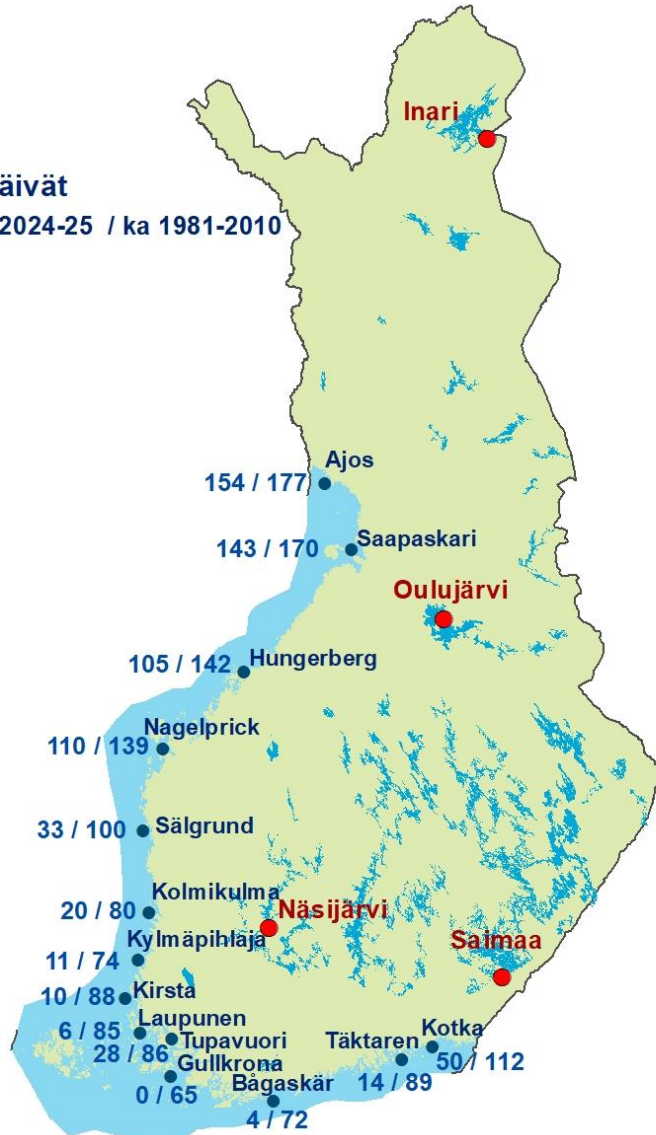 Inari
äivät
2024-25 / ka 1981-2010
Ajos
154 / 177
Saapaskari
143 / 170
Oulujärvi
Hungerberg
105 / 142
Nagelprick
110 / 139
Sälgrund
33 / 100
Kolmikulma
20 / 80
Näsijärvi
Kylmäpihlaja
11 / 74
Saimaa
Kirsta
10 / 88
Laupunen
6 / 85
Tupavuori
28 / 86
Gullkrona
0 / 65
Bågaskär
4 / 72
Täktaren
14 / 89
Kotka
50 / 112